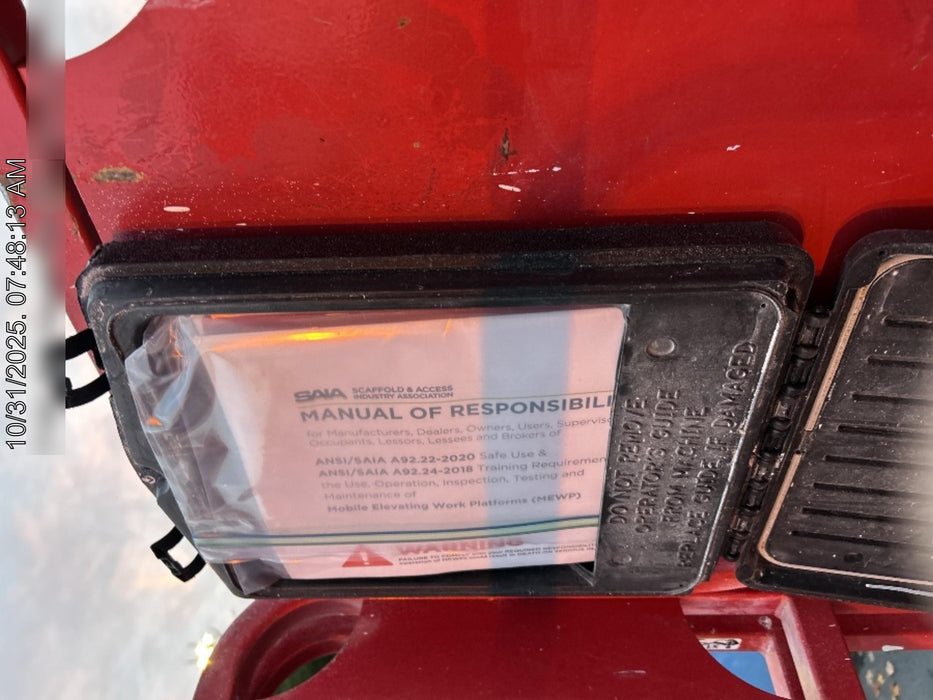 10/31/2025. 07:48:13 AM
SAIA SCAFFOLD & ACCESS
INDUSTRY ASSOCIATION
MANUAL OF RESPONSIBILI
for Manufacturers, Dealers, Owners, Users, Supervisor
Occupants, Lessors, Lessees and Brokers of
ANSI/SAIA A92.22-2020 Safe Use &
ANSI/SAIA A92.24-2018 Training Requiremen
the Use, Operation, Inspection, Testing and
Maintenance of
Mobile Elevating Work Platforms (MEWP)
WARNING
DO NOT REMOVE
OPERATOR'S GUIDE
FROM MACHINE
REPLACE GUIDE, IF DAMAGED